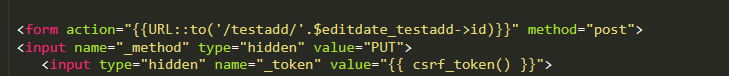 <form action="{{URL::to('/testadd/'.$editdate_testadd->id)}}" method="post">
<input name="_method" type="hidden" value="PUT">
<input type="hidden" name="_token" value="{{ csrf_token() }}">